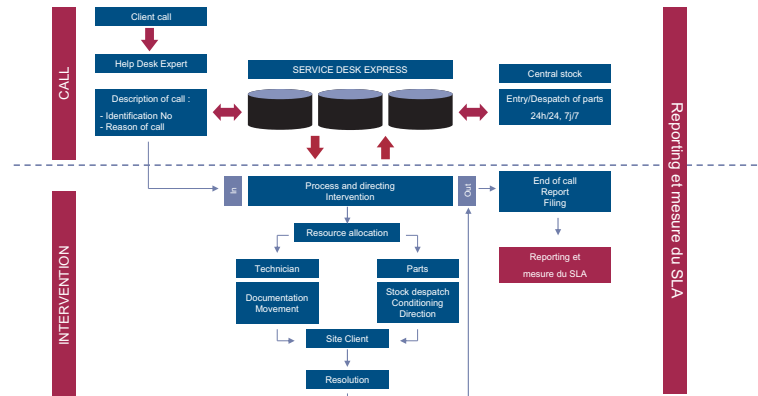 CALL
Client call
Help Desk Expert
Description of call :
- Identification No
- Reason of call
SERVICE DESK EXPRESS
Central stock
Entry/Despatch of parts
24h/24, 7j/7
Reporting et mesure du SLA
INTERVENTION
In
Process and directing
Intervention
Out
End of call
Report
Filing
Resource allocation
Reporting et
mesure du SLA
Technician
Parts
Documentation
Movement
Stock despatch
Conditioning
Direction
Site Client
Resolution